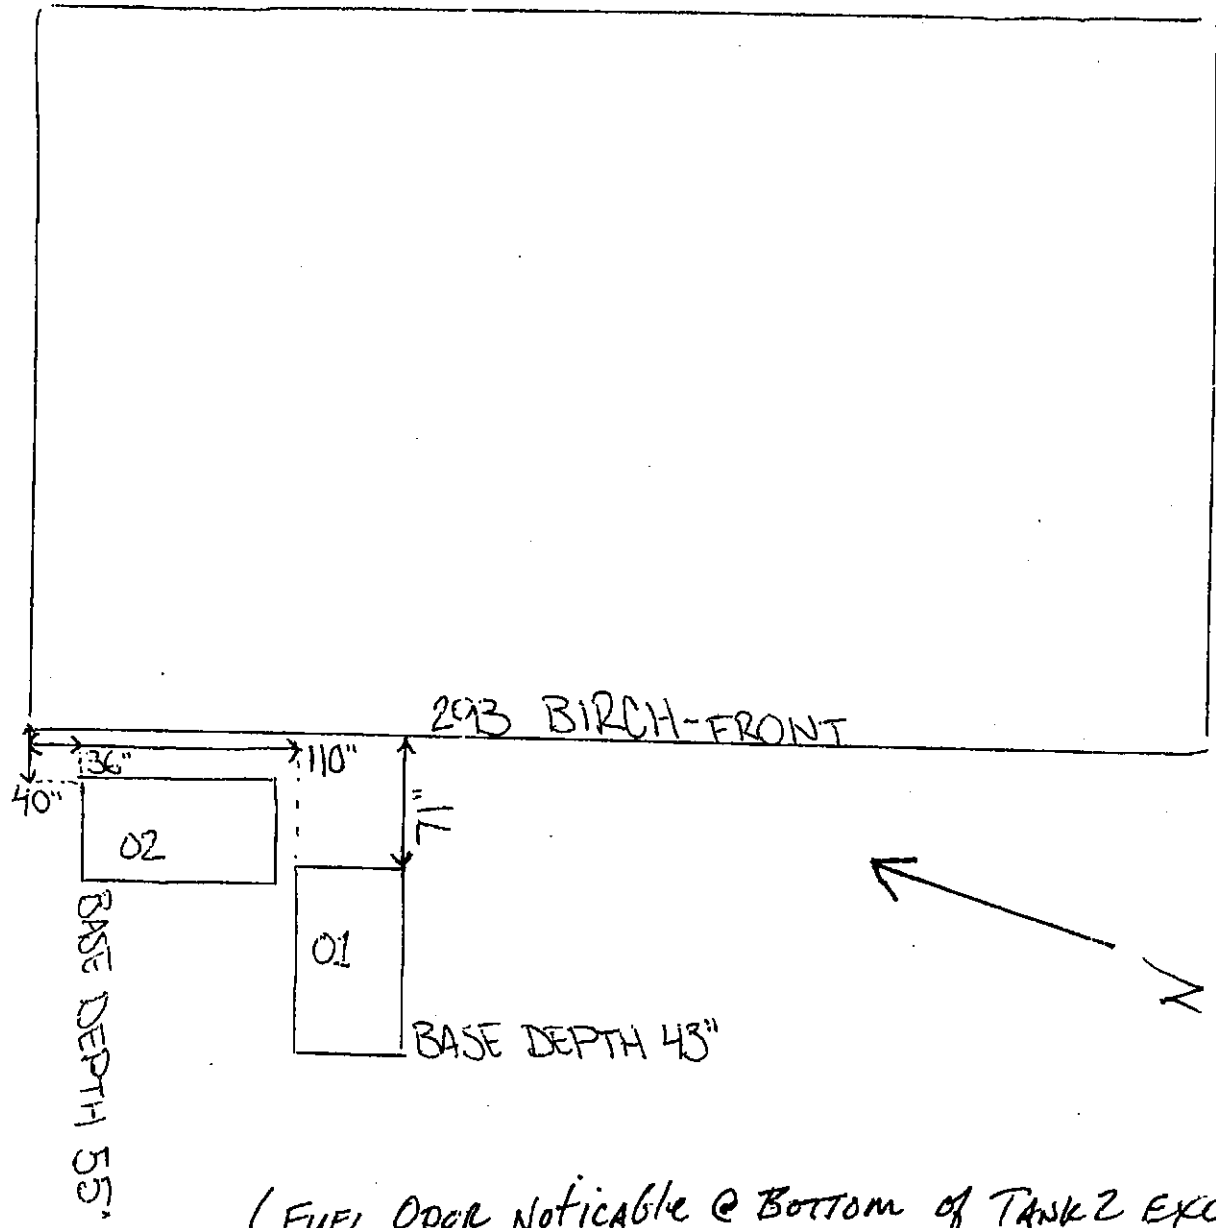 293 BIRCH-FRONT
36"
110"
40"
71"
02
01
BASE DEPTH 43"
BASE DEPTH 55"
N
(FUEL ODOR NOTICABLE @ BOTTOM of TANK 2 EXC